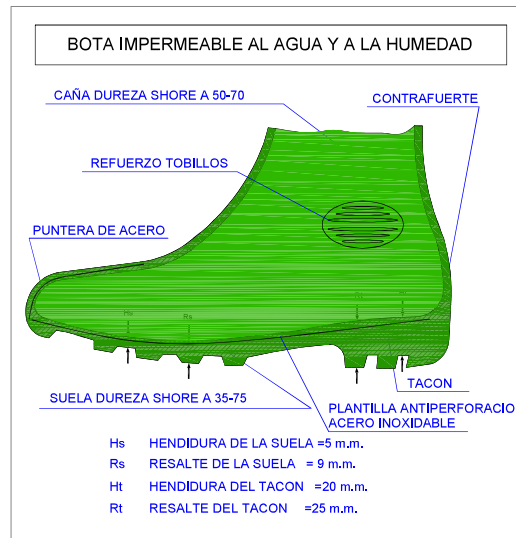 BOTA IMPERMEABLE AL AGUA Y A LA HUMEDAD
CAÑA DUREZA SHORE A 50-70
CONTRAFUERTE
REFUERZO TOBILLOS
PUNTERA DE ACERO
Hs
Rs
TACON
SUELA DUREZA SHORE A 35-75
PLANTILLA ANTIPERFORACIO
ACERO INOXIDABLE
Hs HENDIDURA DE LA SUELA =5 m.m.
Rs RESALTE DE LA SUELA = 9 m.m.
Ht HENDIDURA DEL TACON =20 m.m.
Rt RESALTE DEL TACON =25 m.m.